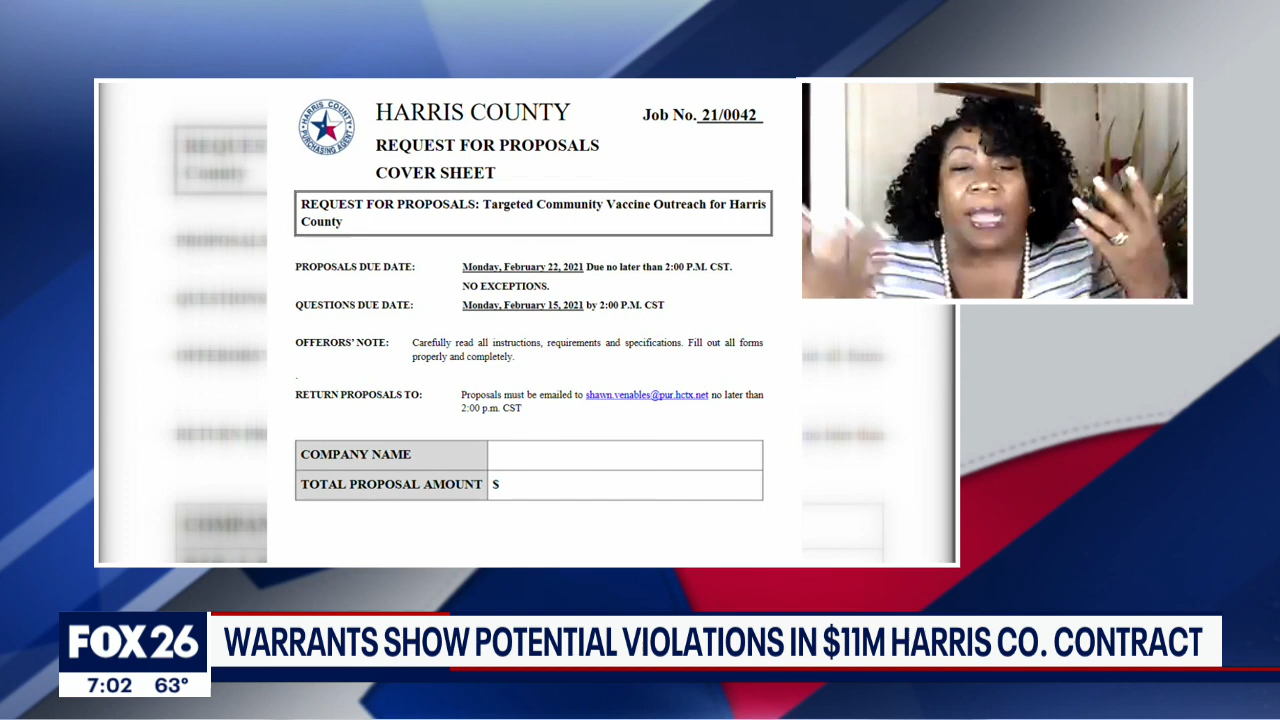 HARRIS COUNTY
Job No. 21/0042
HARRIS COUNTY
PURCHASING AGENT
REQUEST FOR PROPOSALS
COVER SHEET
REQUEST FOR PROPOSALS: Targeted Community Vaccine Outreach for Harris
County
PROPOSALS DUE DATE: Monday, February 22, 2021 Due no later than 2:00 P.M. CST.
NO EXCEPTIONS.
QUESTIONS DUE DATE: Monday, February 15, 2021 by 2:00 P.M. CST
OFFERORS' NOTE: Carefully read all instructions, requirements and specifications. Fill out all forms
properly and completely.
.
RETURN PROPOSALS TO: Proposals must be emailed to shawn.venables@pur.hctx.net no later than
2:00 p.m. CST
COMPANY NAME
TOTAL PROPOSAL AMOUNT $
FOX 26
WARRANTS SHOW POTENTIAL VIOLATIONS IN $11M HARRIS CO. CONTRACT
7:02 63°